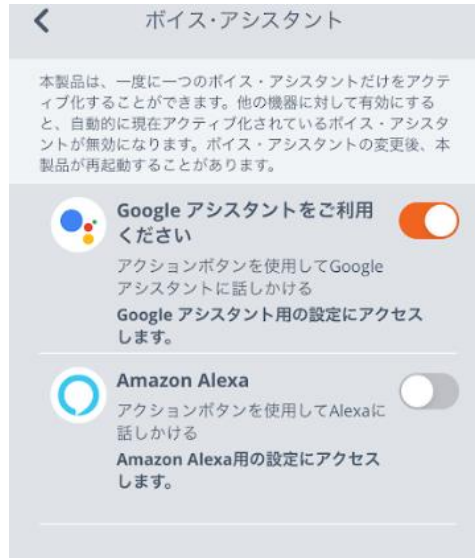 ボイス・アシスタント
本製品は、一度に一つのボイス・アシスタントだけをアクテ
ィブ化することができます。他の機器に対して有効にする
と、自動的に現在アクティブ化されているボイス・アシスタ
ントが無効になります。ボイス・アシスタントの変更後、本
製品が再起動することがあります。
Google アシスタントをご利用
ください
アクションボタンを使用してGoogle
アシスタントに話しかける
Google アシスタント用の設定にアクセス
します。
Amazon Alexa
アクションボタンを使用してAlexaに
話しかける
Amazon Alexa用の設定にアクセス
します。